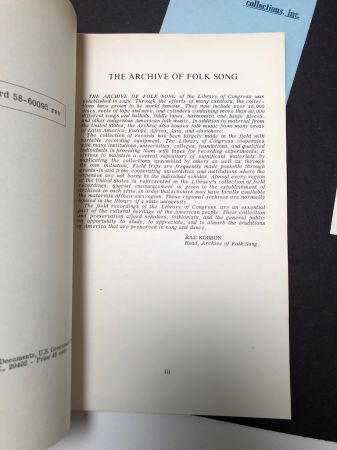 collections, inc.
rd 58-60095 rev
THE ARCHIVE OF FOLK SONG
THE ARCHIVE OF FOLK SONG of the Library of Congress was
established in 1928. Through the efforts of many curators, the collec-
tions have grown to be world famous. They now include over 16,000
discs, reels of tape and wire, and cylinders containing more than 60,000
different songs and ballads, fiddle tunes, harmonica and banjo pieces,
and other indigenous American folk music. In addition to material from
the United States, the Archive also houses folk music from many areas
of Latin America, Europe, Africa, Asia, and elsewhere.
The collection of records has been largely made in the field with
portable recording equipment. The Library of Congress cooperates
with many institutions, universities, colleges, foundations, and qualified
individuals in providing them with tapes for recording experiments. It
strives to maintain a central repository of significant materials, by
duplicating the collections assembled by others as well as through
its own initiative. Field trips are frequently made possible through
grants-in-aid from cooperating universities and institutions where the
expenses are not borne by the individual scholar. Almost every region
of the United States is represented in the Library's collection of field
recordings. Special encouragement is given to the establishment of
archives in each state, in order that scholars may have locally available
the materials of their own region. These regional archives are normally
housed in the library of a state university.
The field recordings of the Library of Congress are an essential
part of the cultural heritage of the American people. Their collection
and preservation afford scholars, folklorists, and the general public
an opportunity to study, to appreciate, and to absorb the traditions
of America that are preserved in song and dance.
RAE KORSON
Head, Archive of Folk Song.
Documents, U.S. Government
20402 - Price 40 cents
iii